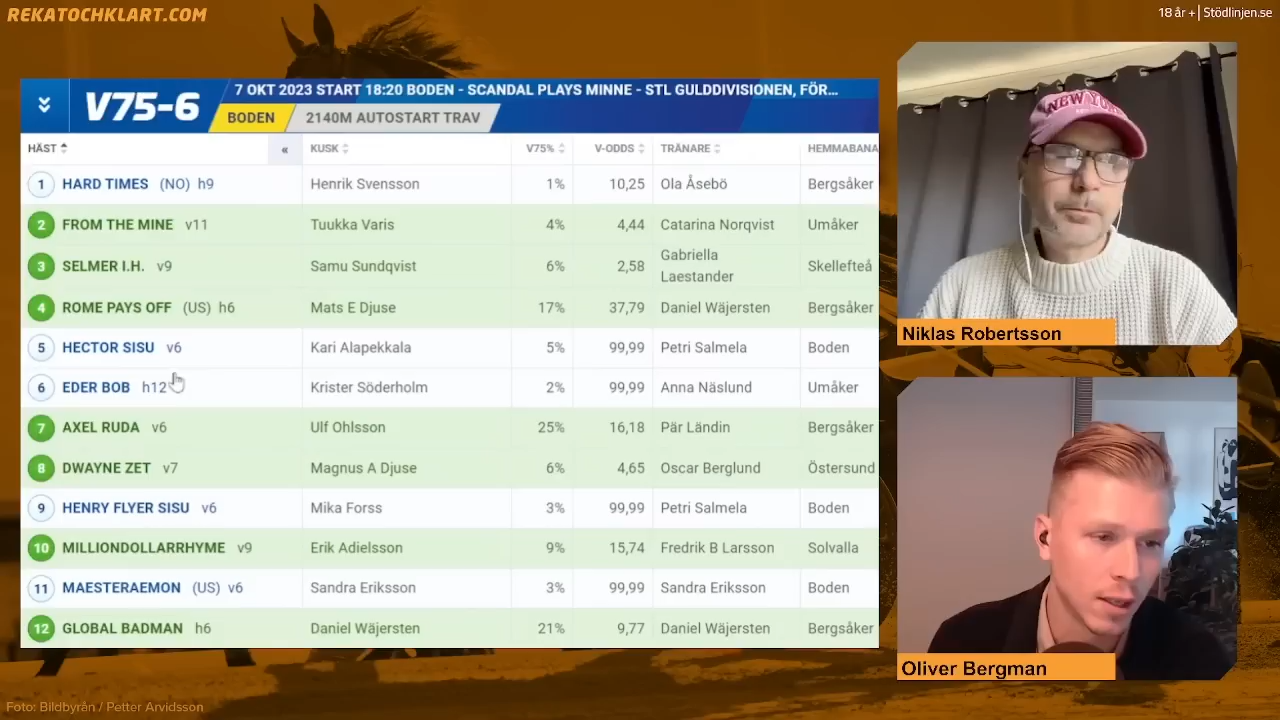 REKATOCHKLART.COM
18 år + | Stödlinjen.se
V75-6
7 OKT 2023 START 18:20 BODEN - SCANDAL PLAYS MINNE - STL GULDDIVISIONEN, FÖR...
BODEN 2140M AUTOSTART TRAV
HÄST « KUSK V75% V-ODDS TRÄNARE HEMMABANA
1 HARD TIMES (NO) h9 Henrik Svensson 1% 10,25 Ola Åsebö Bergsåker
2 FROM THE MINE v11 Tuukka Varis 4% 4,44 Catarina Norqvist Umåker
3 SELMER I.H. v9 Samu Sundqvist 6% 2,58 Gabriella Laestander Skellefteå
4 ROME PAYS OFF (US) h6 Mats E Djuse 17% 37,79 Daniel Wäjersten Bergsåker
5 HECTOR SISU v6 Kari Alapekkala 5% 99,99 Petri Salmela Boden
6 EDER BOB h12 Krister Söderholm 2% 99,99 Anna Näslund Umåker
7 AXEL RUDA v6 Ulf Ohlsson 25% 16,18 Pär Ländin Bergsåker
8 DWAYNE ZET v7 Magnus A Djuse 6% 4,65 Oscar Berglund Östersund
9 HENRY FLYER SISU v6 Mika Forss 3% 99,99 Petri Salmela Boden
10 MILLIONDOLLARRHYME v9 Erik Adielsson 9% 15,74 Fredrik B Larsson Solvalla
11 MAESTERAEMON (US) v6 Sandra Eriksson 3% 99,99 Sandra Eriksson Boden
12 GLOBAL BADMAN h6 Daniel Wäjersten 21% 9,77 Daniel Wäjersten Bergsåker
NEW YORK
Niklas Robertsson
Oliver Bergman
Foto: Bildbyrån / Petter Arvidsson